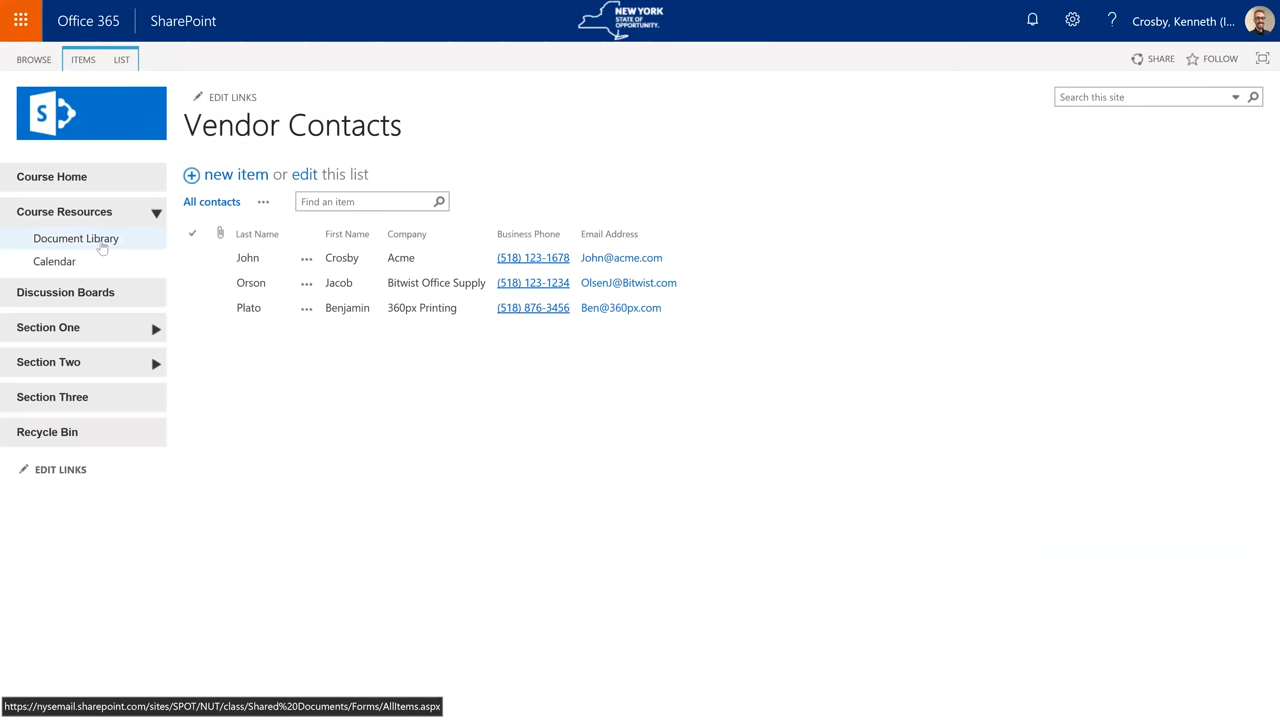 Office 365 SharePoint
NEW YORK
STATE OF
OPPORTUNITY.
? Crosby, Kenneth (I...
BROWSE ITEMS LIST
SHARE FOLLOW
S
EDIT LINKS
Search this site
Vendor Contacts
new item or edit this list
All contacts ••• Find an item
Last Name First Name Company Business Phone Email Address
John ••• Crosby Acme (518) 123-1678 John@acme.com
Orson ••• Jacob Bitwist Office Supply (518) 123-1234 OlsenJ@Bitwist.com
Plato ••• Benjamin 360px Printing (518) 876-3456 Ben@360px.com
Course Home
Course Resources
Document Library
Calendar
Discussion Boards
Section One
Section Two
Section Three
Recycle Bin
EDIT LINKS
https://nysemail.sharepoint.com/sites/SPOT/NUT/class/Shared%20Documents/Forms/AllItems.aspx